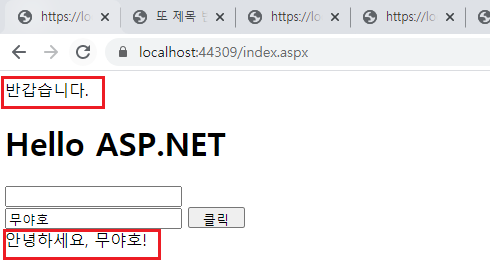 https://lo
또 제목 변
https://lo
https://lo
localhost:44309/index.aspx
반갑습니다.
Hello ASP.NET
무야호
클릭
안녕하세요, 무야호!